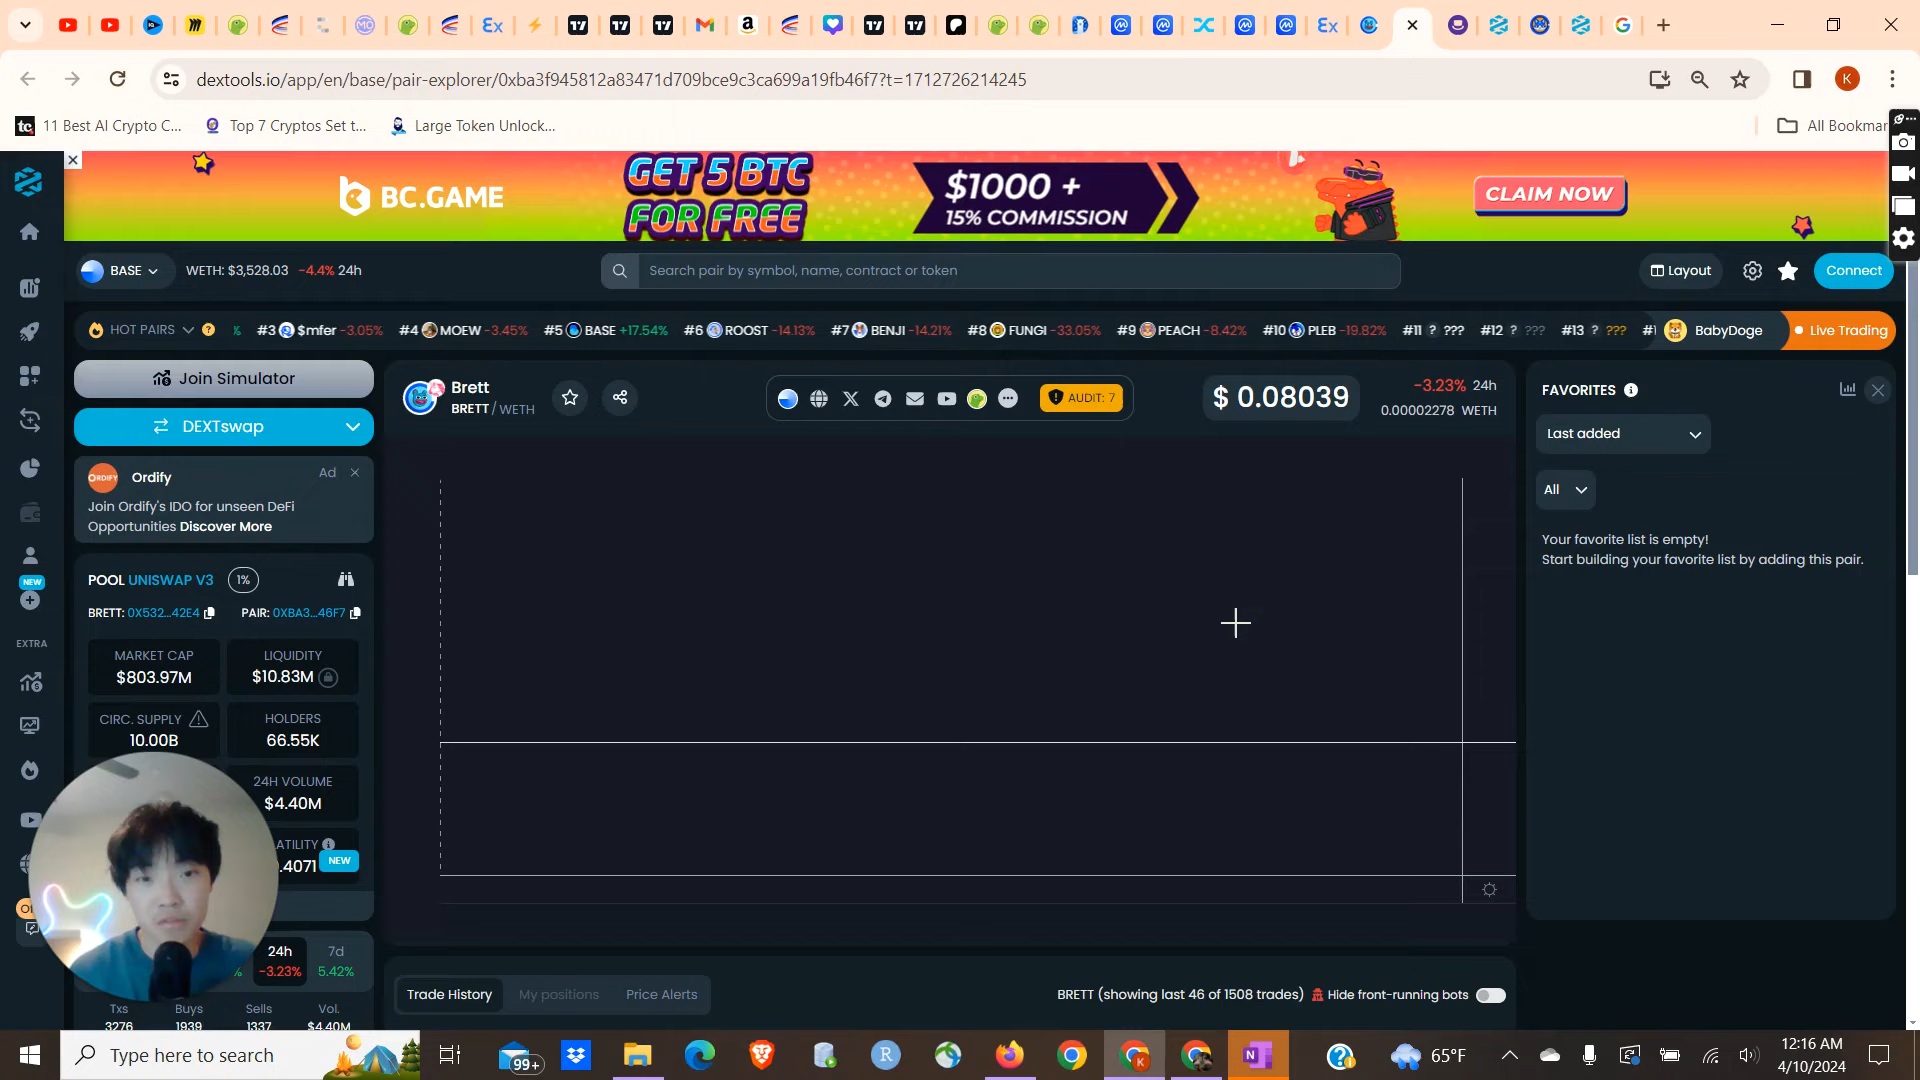 dextools.io/app/en/base/pair-explorer/0xba3f945812a83471d709bce9c3ca699a19fb46f7?t=1712726214245
K
11 Best AI Crypto C...
Top 7 Cryptos Set t...
Large Token Unlock...
All Bookmar
BC.GAME
GET 5 BTC
FOR FREE
$1000 +
15% COMMISSION
CLAIM NOW
BASE
WETH: $3,528.03 -4.4% 24h
Search pair by symbol, name, contract or token
Layout
Connect
HOT PAIRS
% #3 $mfer -3.05% #4 MOEW -3.45% #5 BASE +17.54% #6 ROOST -14.13% #7 BENJI -14.21% #8 FUNGI -33.05% #9 PEACH -8.42% #10 PLEB -19.82% #11 ? ??? #12 ? ??? #13 ? ??? #1
BabyDoge
Live Trading
Join Simulator
DEXTswap
ORDIFY
Ordify
Ad
Join Ordify's IDO for unseen DeFi
Opportunities Discover More
POOL UNISWAP V3 1%
BRETT: 0X532...42E4 PAIR: 0XBA3...46F7
MARKET CAP
$803.97M
LIQUIDITY
$10.83M
CIRC. SUPPLY
10.00B
HOLDERS
66.55K
24H VOLUME
$4.40M
ATILITY
.4071
NEW
24h
-3.23%
7d
5.42%
%
Txs
3276
Buys
1939
Sells
1337
Vol.
$4.40M
NEW
EXTRA
Brett
BRETT / WETH
AUDIT: 7
$ 0.08039
-3.23% 24h
0.00002278 WETH
FAVORITES
Last added
All
Your favorite list is empty!
Start building your favorite list by adding this pair.
Trade History
My positions
Price Alerts
BRETT (showing last 46 of 1508 trades)
Hide front-running bots
Type here to search
99+
65°F
12:16 AM
4/10/2024